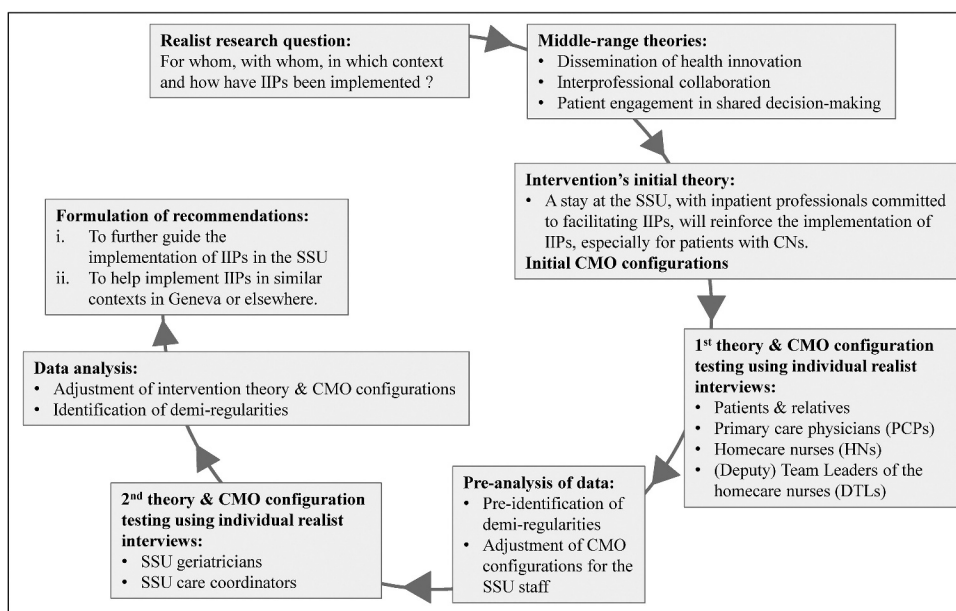 Realist research question:
For whom, with whom, in which context
and how have IIPs been implemented ?
Middle-range theories:
• Dissemination of health innovation
• Interprofessional collaboration
• Patient engagement in shared decision-making
Intervention's initial theory:
• A stay at the SSU, with inpatient professionals committed
to facilitating IIPs, will reinforce the implementation of
IIPs, especially for patients with CNs.
Initial CMO configurations
1st theory & CMO configuration
testing using individual realist
interviews:
• Patients & relatives
• Primary care physicians (PCPs)
• Homecare nurses (HNs)
• (Deputy) Team Leaders of the
homecare nurses (DTLs)
Pre-analysis of data:
• Pre-identification of
demi-regularities
• Adjustment of CMO
configurations for the
SSU staff
2nd theory & CMO configuration
testing using individual realist
interviews:
• SSU geriatricians
• SSU care coordinators
Data analysis:
• Adjustment of intervention theory & CMO configurations
• Identification of demi-regularities
Formulation of recommendations:
i. To further guide the
implementation of IIPs in the SSU
ii. To help implement IIPs in similar
contexts in Geneva or elsewhere.